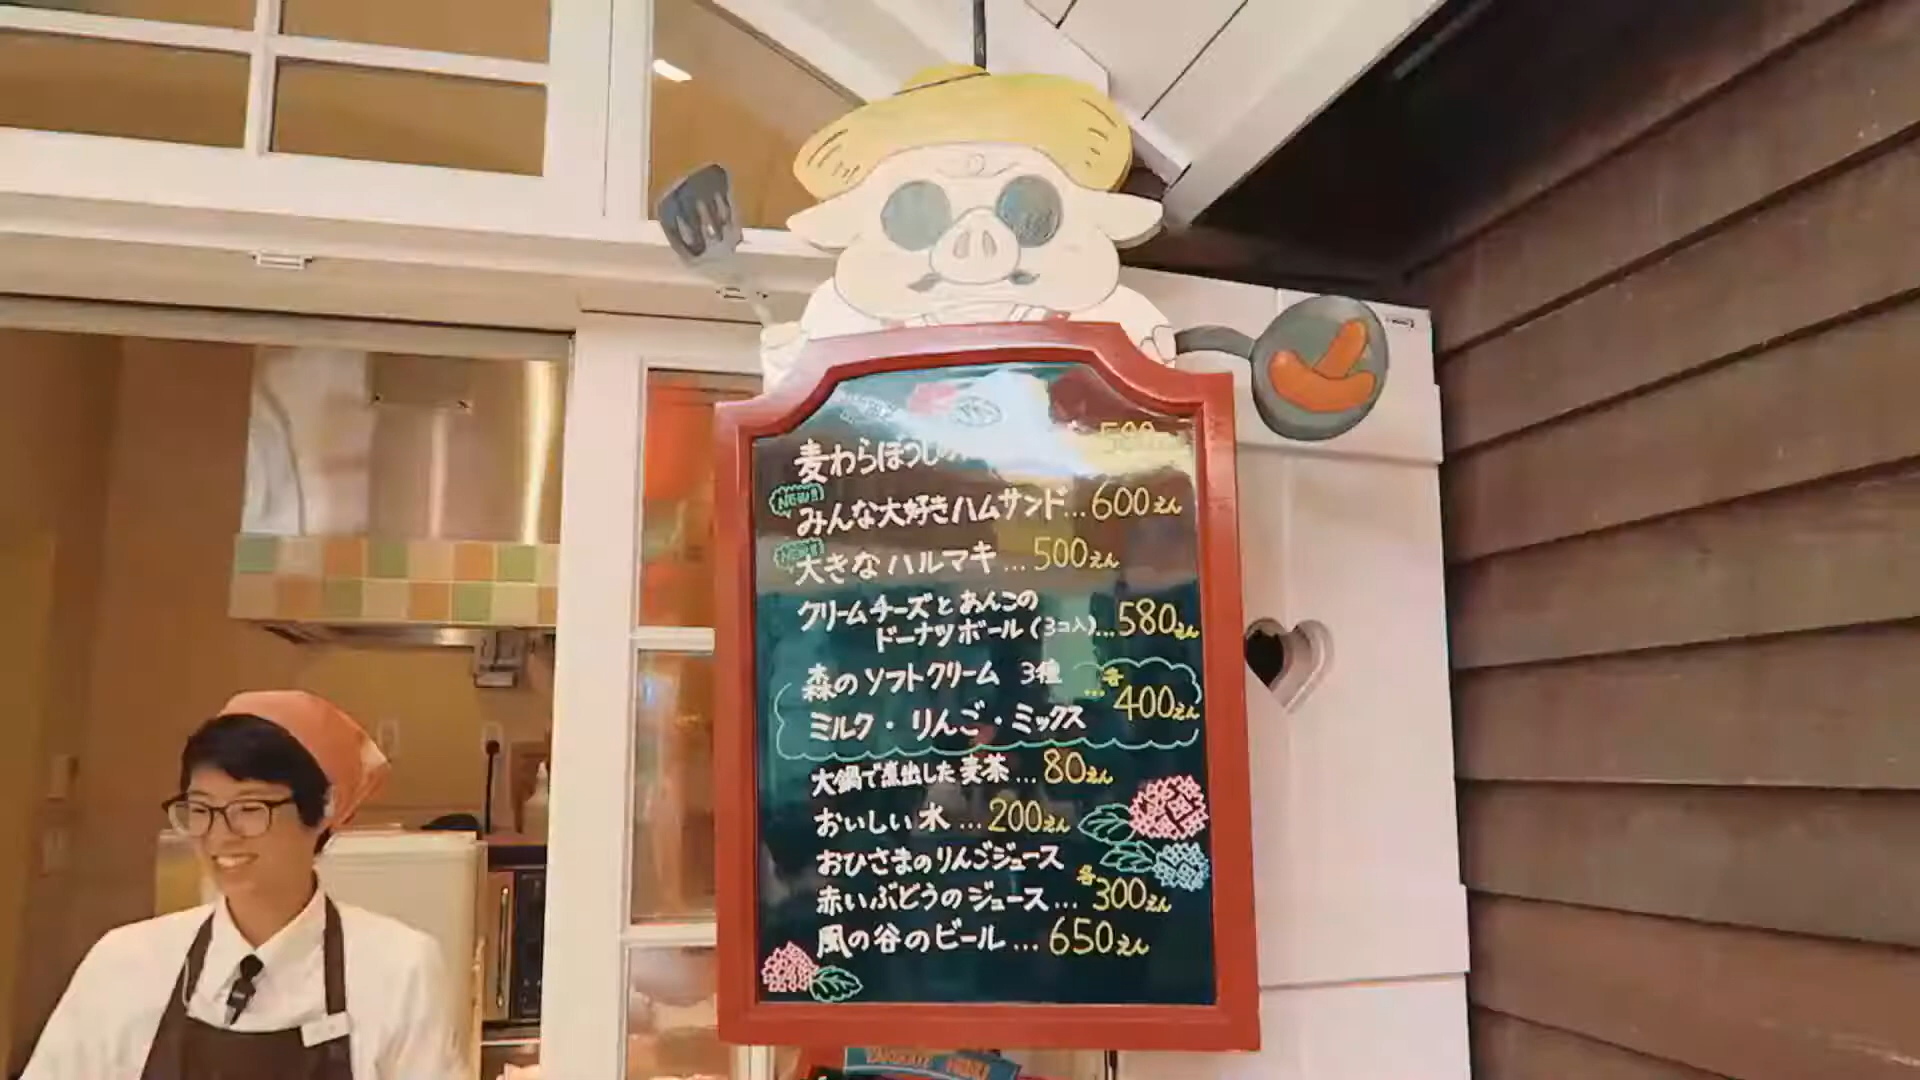 麦わらぼうしの
NEW!!
みんな大好きハムサンド…600えん
NEW!!
大きなハルマキ…500えん
クリームチーズとあんこの
ドーナツボール(3コ入)…580えん
森のソフトクリーム 3種
ミルク・りんご・ミックス …各400えん
大鍋で煮出した麦茶…80えん
おいしい水…200えん
おひさまのりんごジュース
赤いぶどうのジュース…各300えん
風の谷のビール…650えん